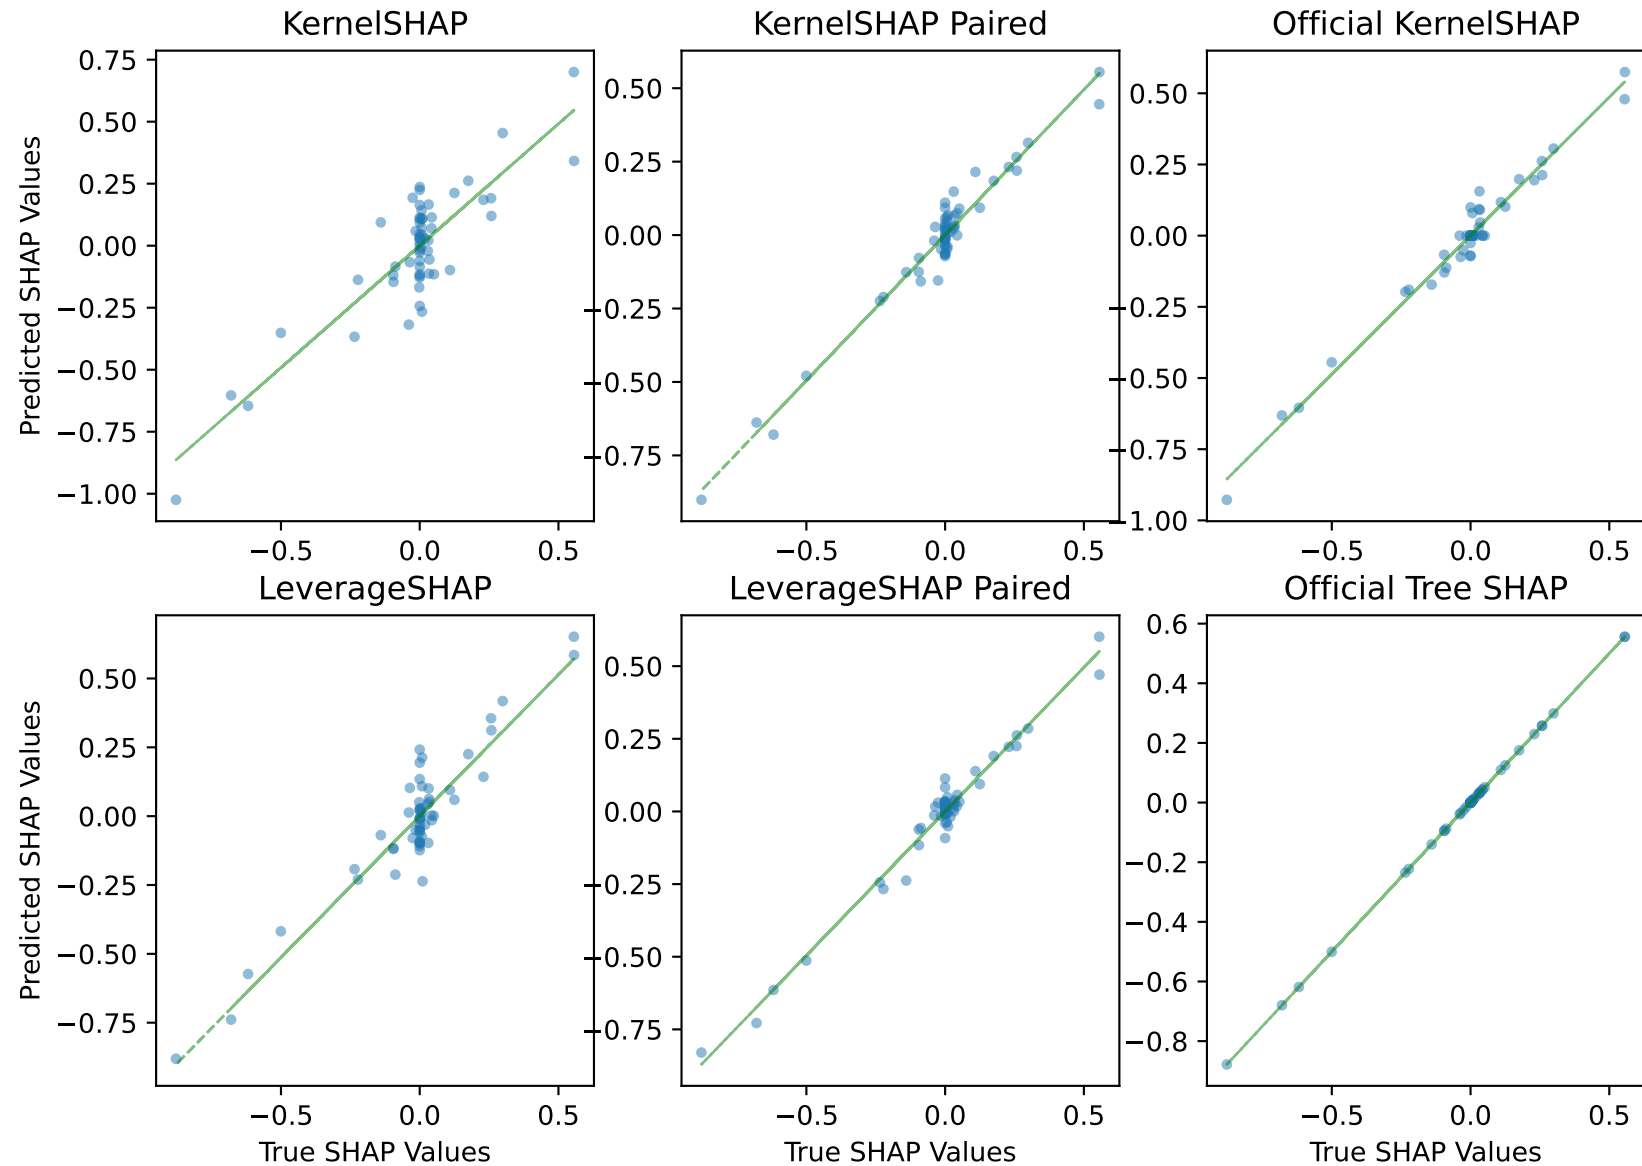 KernelSHAP
KernelSHAP Paired
Official KernelSHAP
Predicted SHAP Values
0.75
0.50
0.25
0.00
−0.25
−0.50
−0.75
−1.00
−0.5 0.0 0.5
0.50
0.25
0.00
−0.25
−0.50
−0.75
−0.5 0.0 0.5
0.50
0.25
0.00
−0.25
−0.50
−0.75
−1.00
−0.5 0.0 0.5
LeverageSHAP
LeverageSHAP Paired
Official Tree SHAP
Predicted SHAP Values
0.50
0.25
0.00
−0.25
−0.50
−0.75
−0.5 0.0 0.5
True SHAP Values
0.50
0.25
0.00
−0.25
−0.50
−0.75
−0.5 0.0 0.5
True SHAP Values
0.6
0.4
0.2
0.0
−0.2
−0.4
−0.6
−0.8
−0.5 0.0 0.5
True SHAP Values